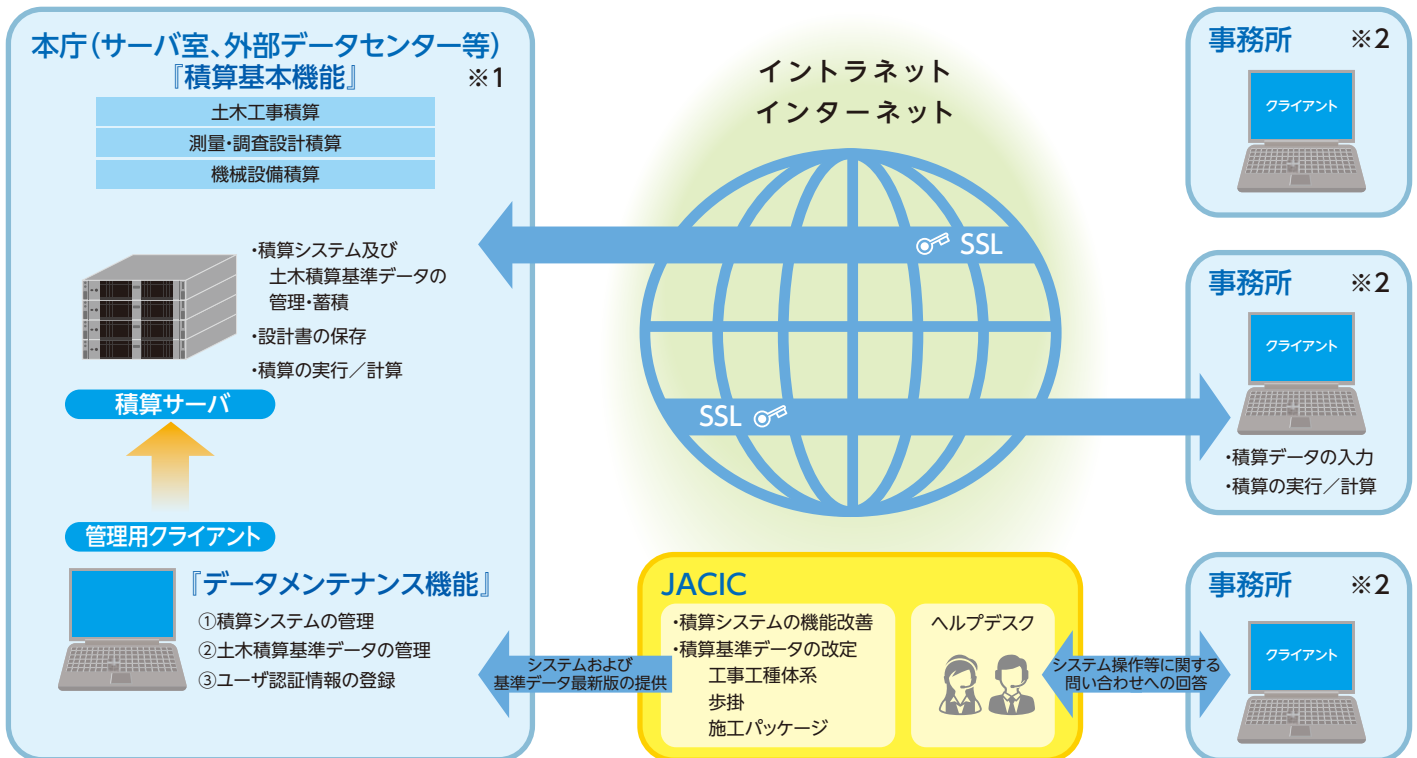 本庁(サーバ室、外部データセンター等)
『積算基本機能』 ※1
土木工事積算
測量・調査設計積算
機械設備積算
・積算システム及び
土木積算基準データの
管理・蓄積
・設計書の保存
・積算の実行/計算
積算サーバ
管理用クライアント
『データメンテナンス機能』
①積算システムの管理
②土木積算基準データの管理
③ユーザ認証情報の登録
イントラネット
インターネット
SSL
SSL
システムおよび
基準データ最新版の提供
JACIC
・積算システムの機能改善
・積算基準データの改定
工事工種体系
歩掛
施工パッケージ
ヘルプデスク
システム操作等に関する
問い合わせへの回答
事務所 ※2
クライアント
事務所 ※2
クライアント
・積算データの入力
・積算の実行/計算
事務所 ※2
クライアント